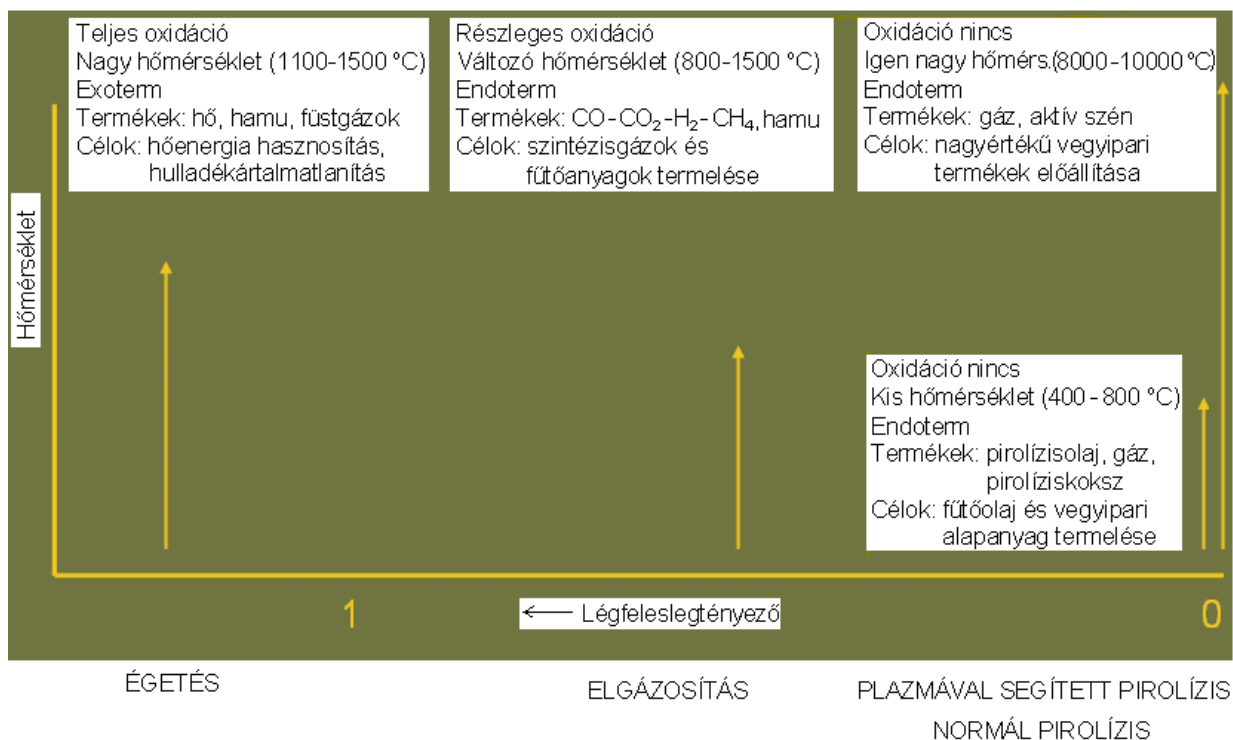 Teljes oxidáció
Nagy hőmérséklet (1100-1500 °C)
Exoterm
Termékek: hő, hamu, füstgázok
Célok: hőenergia hasznosítás,
hulladékártalmatlanítás
Részleges oxidáció
Változó hőmérséklet (800-1500 °C)
Endoterm
Termékek: CO-CO₂-H₂-CH₄, hamu
Célok: szintézisgázok és
fűtőanyagok termelése
Oxidáció nincs
Igen nagy hőmérs.(8000-10000 °C)
Endoterm
Termékek: gáz, aktív szén
Célok: nagyértékű vegyipari
termékek előállítása
Hőmérséklet
Oxidáció nincs
Kis hőmérséklet (400-800 °C)
Endoterm
Termékek: pirolízisolaj, gáz,
pirolíziskoksz
Célok: fűtőolaj és vegyipari
alapanyag termelése
1
← Légfeleslegtényező
0
ÉGETÉS
ELGÁZOSÍTÁS
PLAZMÁVAL SEGÍTETT PIROLÍZIS
NORMÁL PIROLÍZIS